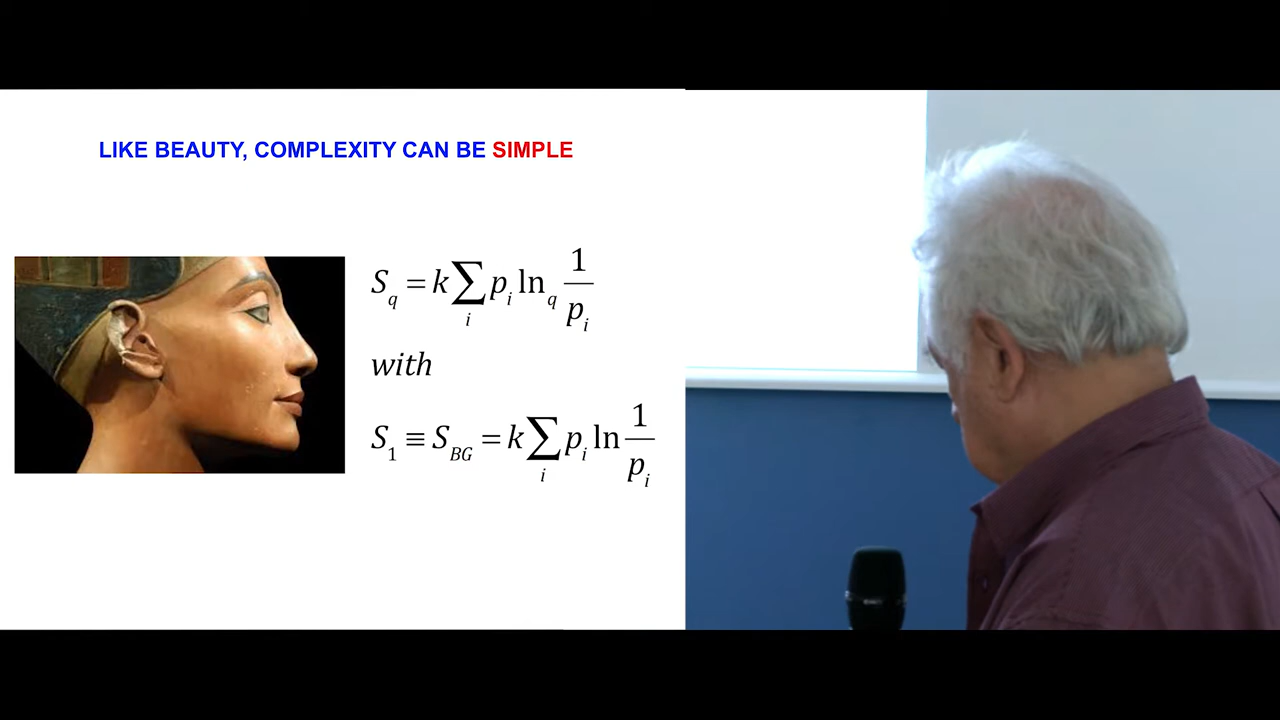 LIKE BEAUTY, COMPLEXITY CAN BE SIMPLE
S_q = k ∑_i p_i ln_q 1/p_i
with
S_1 ≡ S_BG = k ∑_i p_i ln 1/p_i